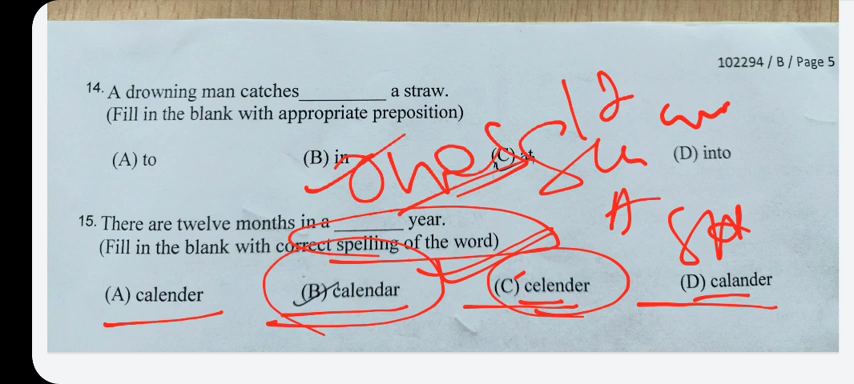 102294 / B / Page 5
14. A drowning man catches__________ a straw.
(Fill in the blank with appropriate preposition)
(A) to (B) in (C) at (D) into
15. There are twelve months in a ________ year.
(Fill in the blank with correct spelling of the word)
(A) calender (B) calendar (C) celender (D) calander